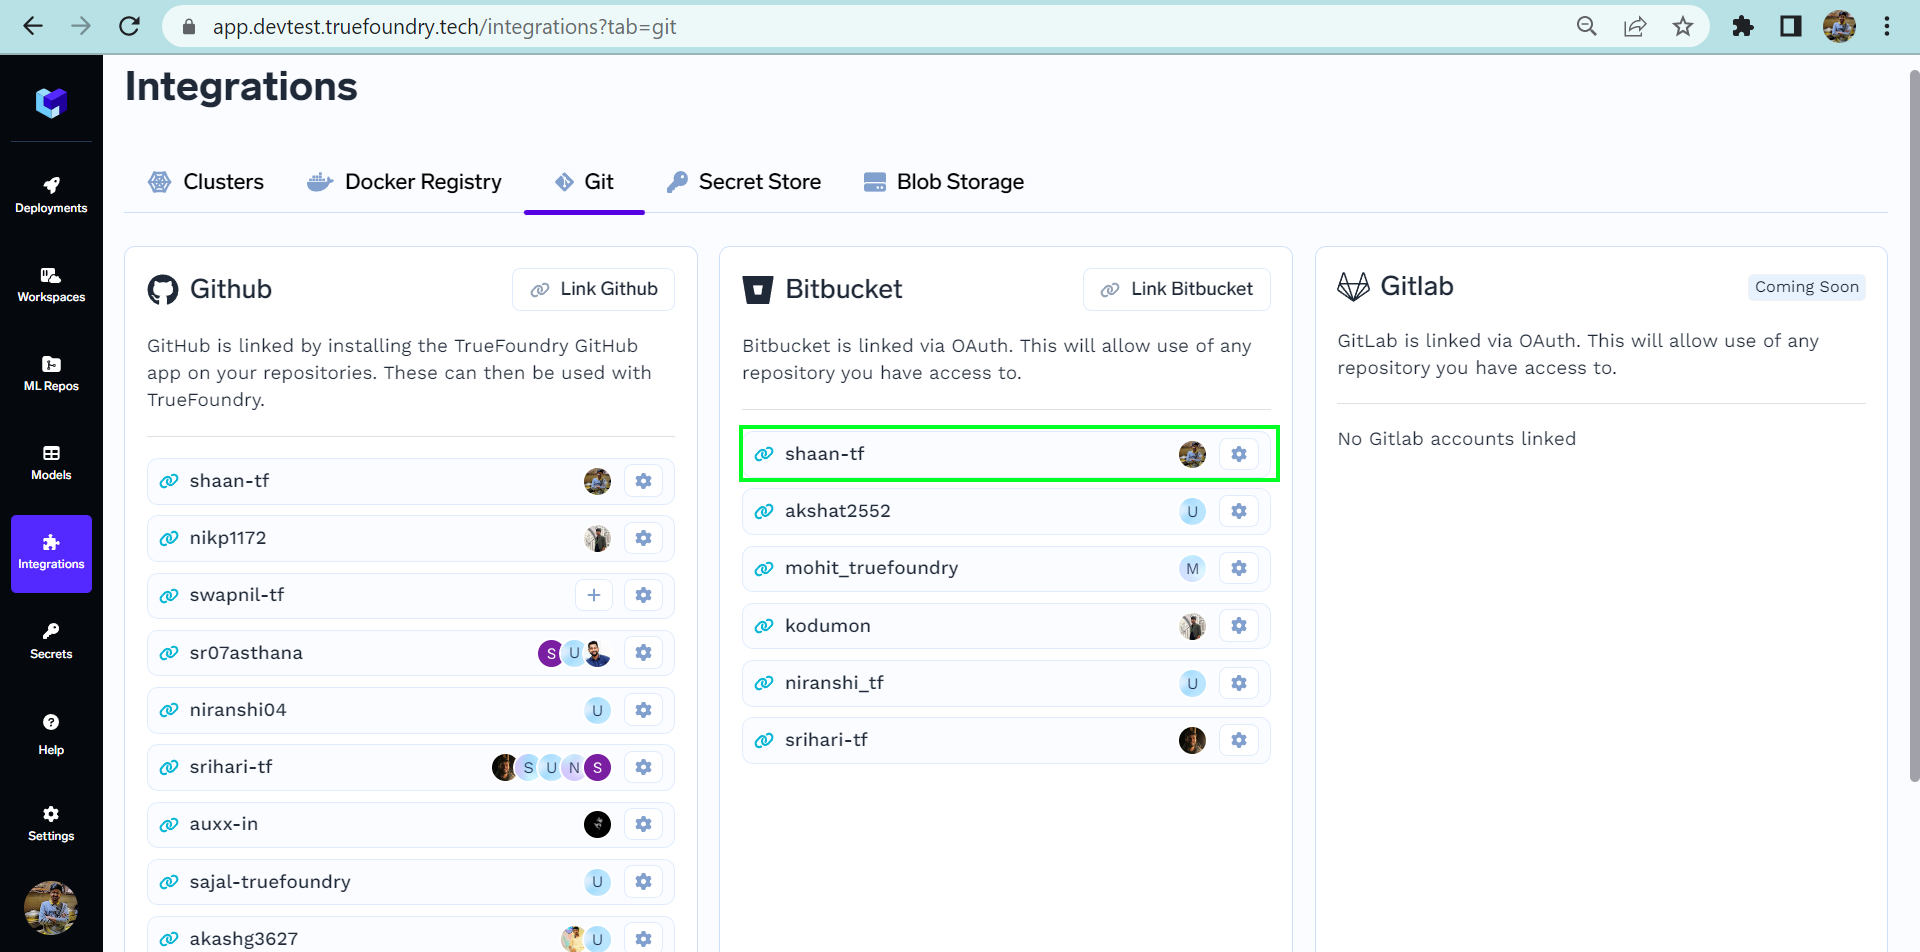 app.devtest.truefoundry.tech/integrations?tab=git
Integrations
Clusters
Docker Registry
Git
Secret Store
Blob Storage
Deployments
Workspaces
ML Repos
Models
Integrations
Secrets
Help
Settings
Github
Link Github
GitHub is linked by installing the TrueFoundry GitHub
app on your repositories. These can then be used with
TrueFoundry.
shaan-tf
nikp1172
swapnil-tf
sr07asthana
S U
niranshi04
U
srihari-tf
S U N S
auxx-in
sajal-truefoundry
U
akashg3627
U
Bitbucket
Link Bitbucket
Bitbucket is linked via OAuth. This will allow use of any
repository you have access to.
shaan-tf
akshat2552
U
mohit_truefoundry
M
kodumon
niranshi_tf
U
srihari-tf
Gitlab
Coming Soon
GitLab is linked via OAuth. This will allow use of any
repository you have access to.
No Gitlab accounts linked